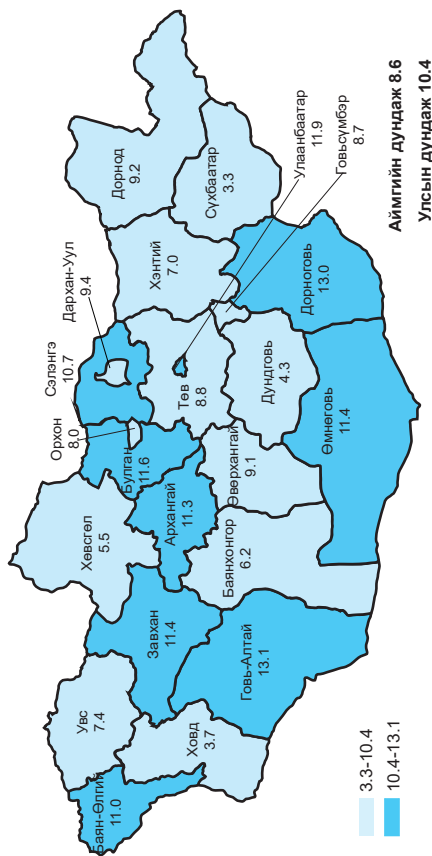 Баян-Өлгий
11.0
Увс
7.4
Ховд
3.7
Завхан
11.4
Говь-Алтай
13.1
Хөвсгөл
5.5
Архангай
11.3
Баянхонгор
6.2
Орхон
8.0
Булган
11.6
Өвөрхангай
9.1
Сэлэнгэ
10.7
Дархан-Уул
9.4
Төв
8.8
Дундговь
4.3
Өмнөговь
11.4
Хэнтий
7.0
Дорноговь
13.0
Дорнод
9.2
Сүхбаатар
3.3
Улаанбаатар
11.9
Говьсүмбэр
8.7
Аймгийн дундаж 8.6
Улсын дундаж 10.4
3.3-10.4
10.4-13.1